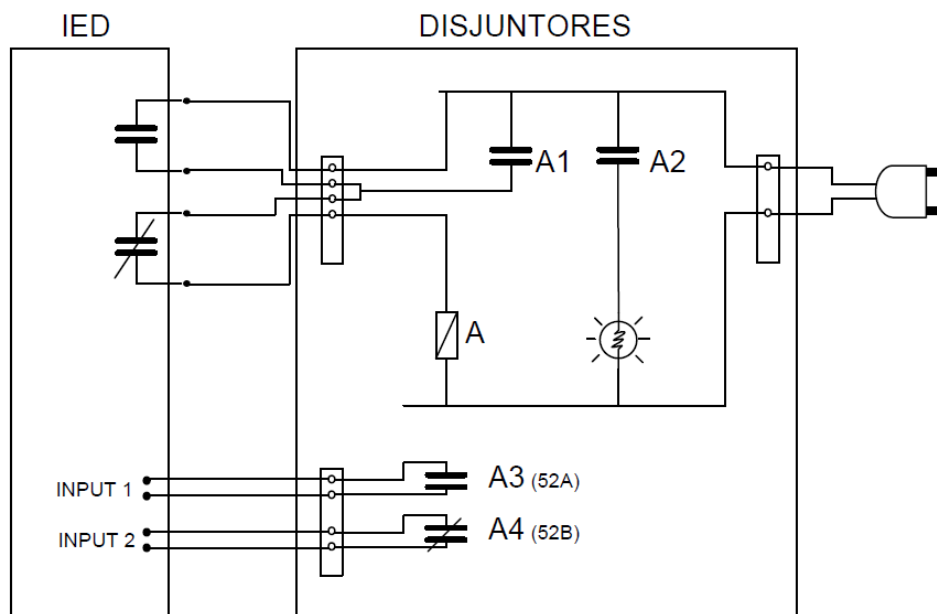 IED
DISJUNTORES
A1
A2
A
INPUT 1
A3 (52A)
INPUT 2
A4 (52B)